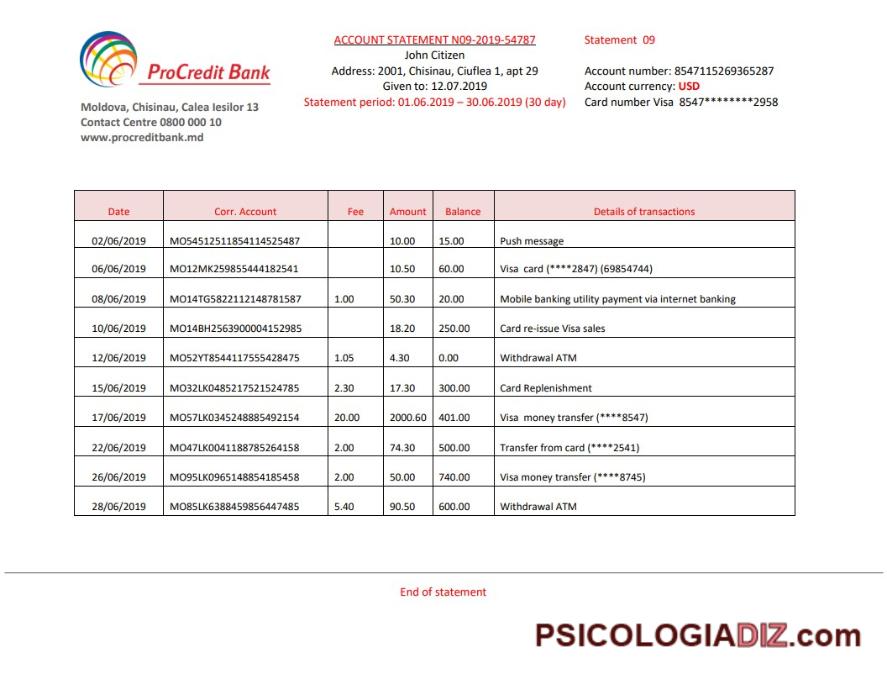 ProCredit Bank
Moldova, Chisinau, Calea Iesilor 13
Contact Centre 0800 000 10
www.procreditbank.md
ACCOUNT STATEMENT N09-2019-54787
John Citizen
Address: 2001, Chisinau, Ciuflea 1, apt 29
Given to: 12.07.2019
Statement period: 01.06.2019 – 30.06.2019 (30 day)
Statement 09
Account number: 8547115269365287
Account currency: USD
Card number Visa 8547********2958
Date Corr. Account Fee Amount Balance Details of transactions
02/06/2019 MO54512511854114525487 10.00 15.00 Push message
06/06/2019 MO12MK259855444182541 10.50 60.00 Visa card (****2847) (69854744)
08/06/2019 MO14TG5822112148781587 1.00 50.30 20.00 Mobile banking utility payment via internet banking
10/06/2019 MO14BH2563900004152985 18.20 250.00 Card re-issue Visa sales
12/06/2019 MO52YT8544117555428475 1.05 4.30 0.00 Withdrawal ATM
15/06/2019 MO32LK0485217521524785 2.30 17.30 300.00 Card Replenishment
17/06/2019 MO57LK0345248885492154 20.00 2000.60 401.00 Visa money transfer (****8547)
22/06/2019 MO47LK0041188785264158 2.00 74.30 500.00 Transfer from card (****2541)
26/06/2019 MO95LK0965148854185458 2.00 50.00 740.00 Visa money transfer (****8745)
28/06/2019 MO85LK6388459856447485 5.40 90.50 600.00 Withdrawal ATM
End of statement
PSICOLOGIADIZ.com